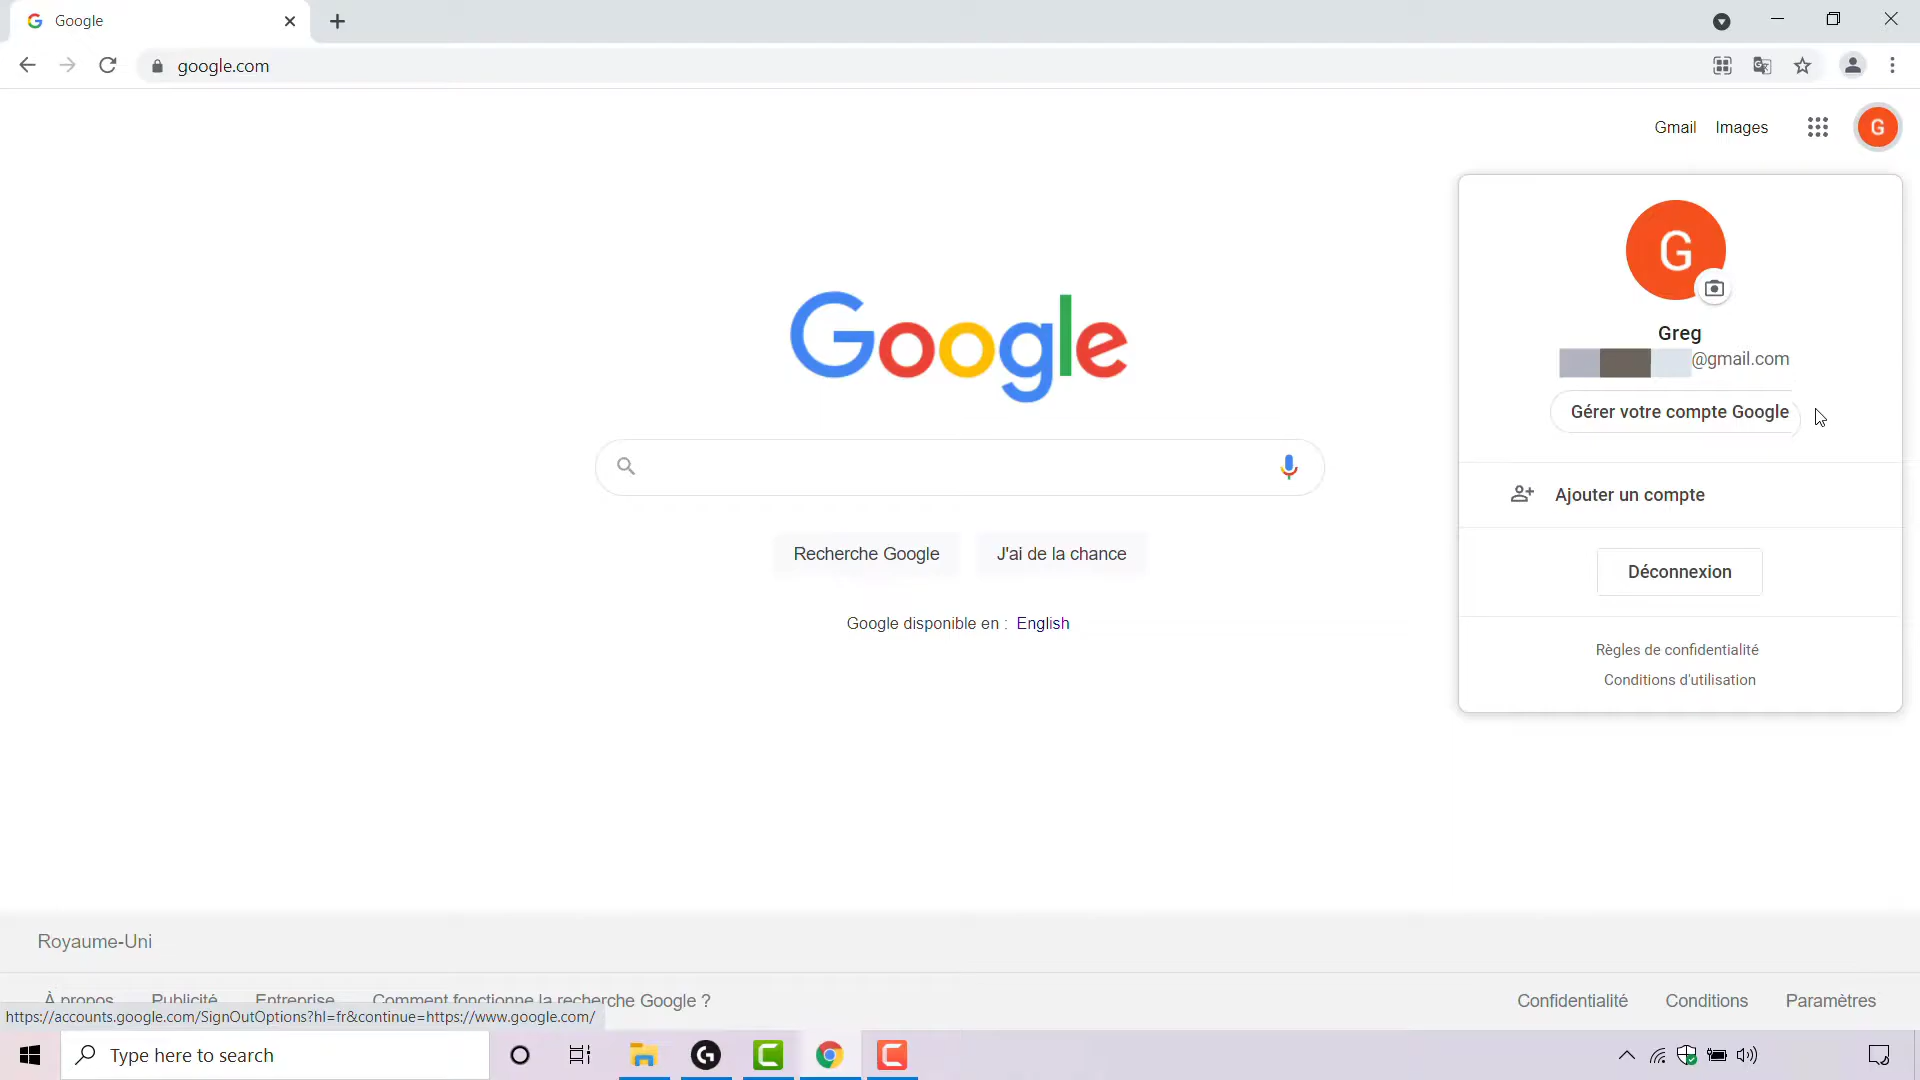 Google
google.com
Gmail Images
G
G
Greg
@gmail.com
Gérer votre compte Google
Ajouter un compte
Déconnexion
Règles de confidentialité
Conditions d'utilisation
Google
Recherche Google J'ai de la chance
Google disponible en : English
Royaume-Uni
À propos Publicité Entreprise Comment fonctionne la recherche Google ?
Confidentialité Conditions Paramètres
https://accounts.google.com/SignOutOptions?hl=fr&continue=https://www.google.com/
Type here to search